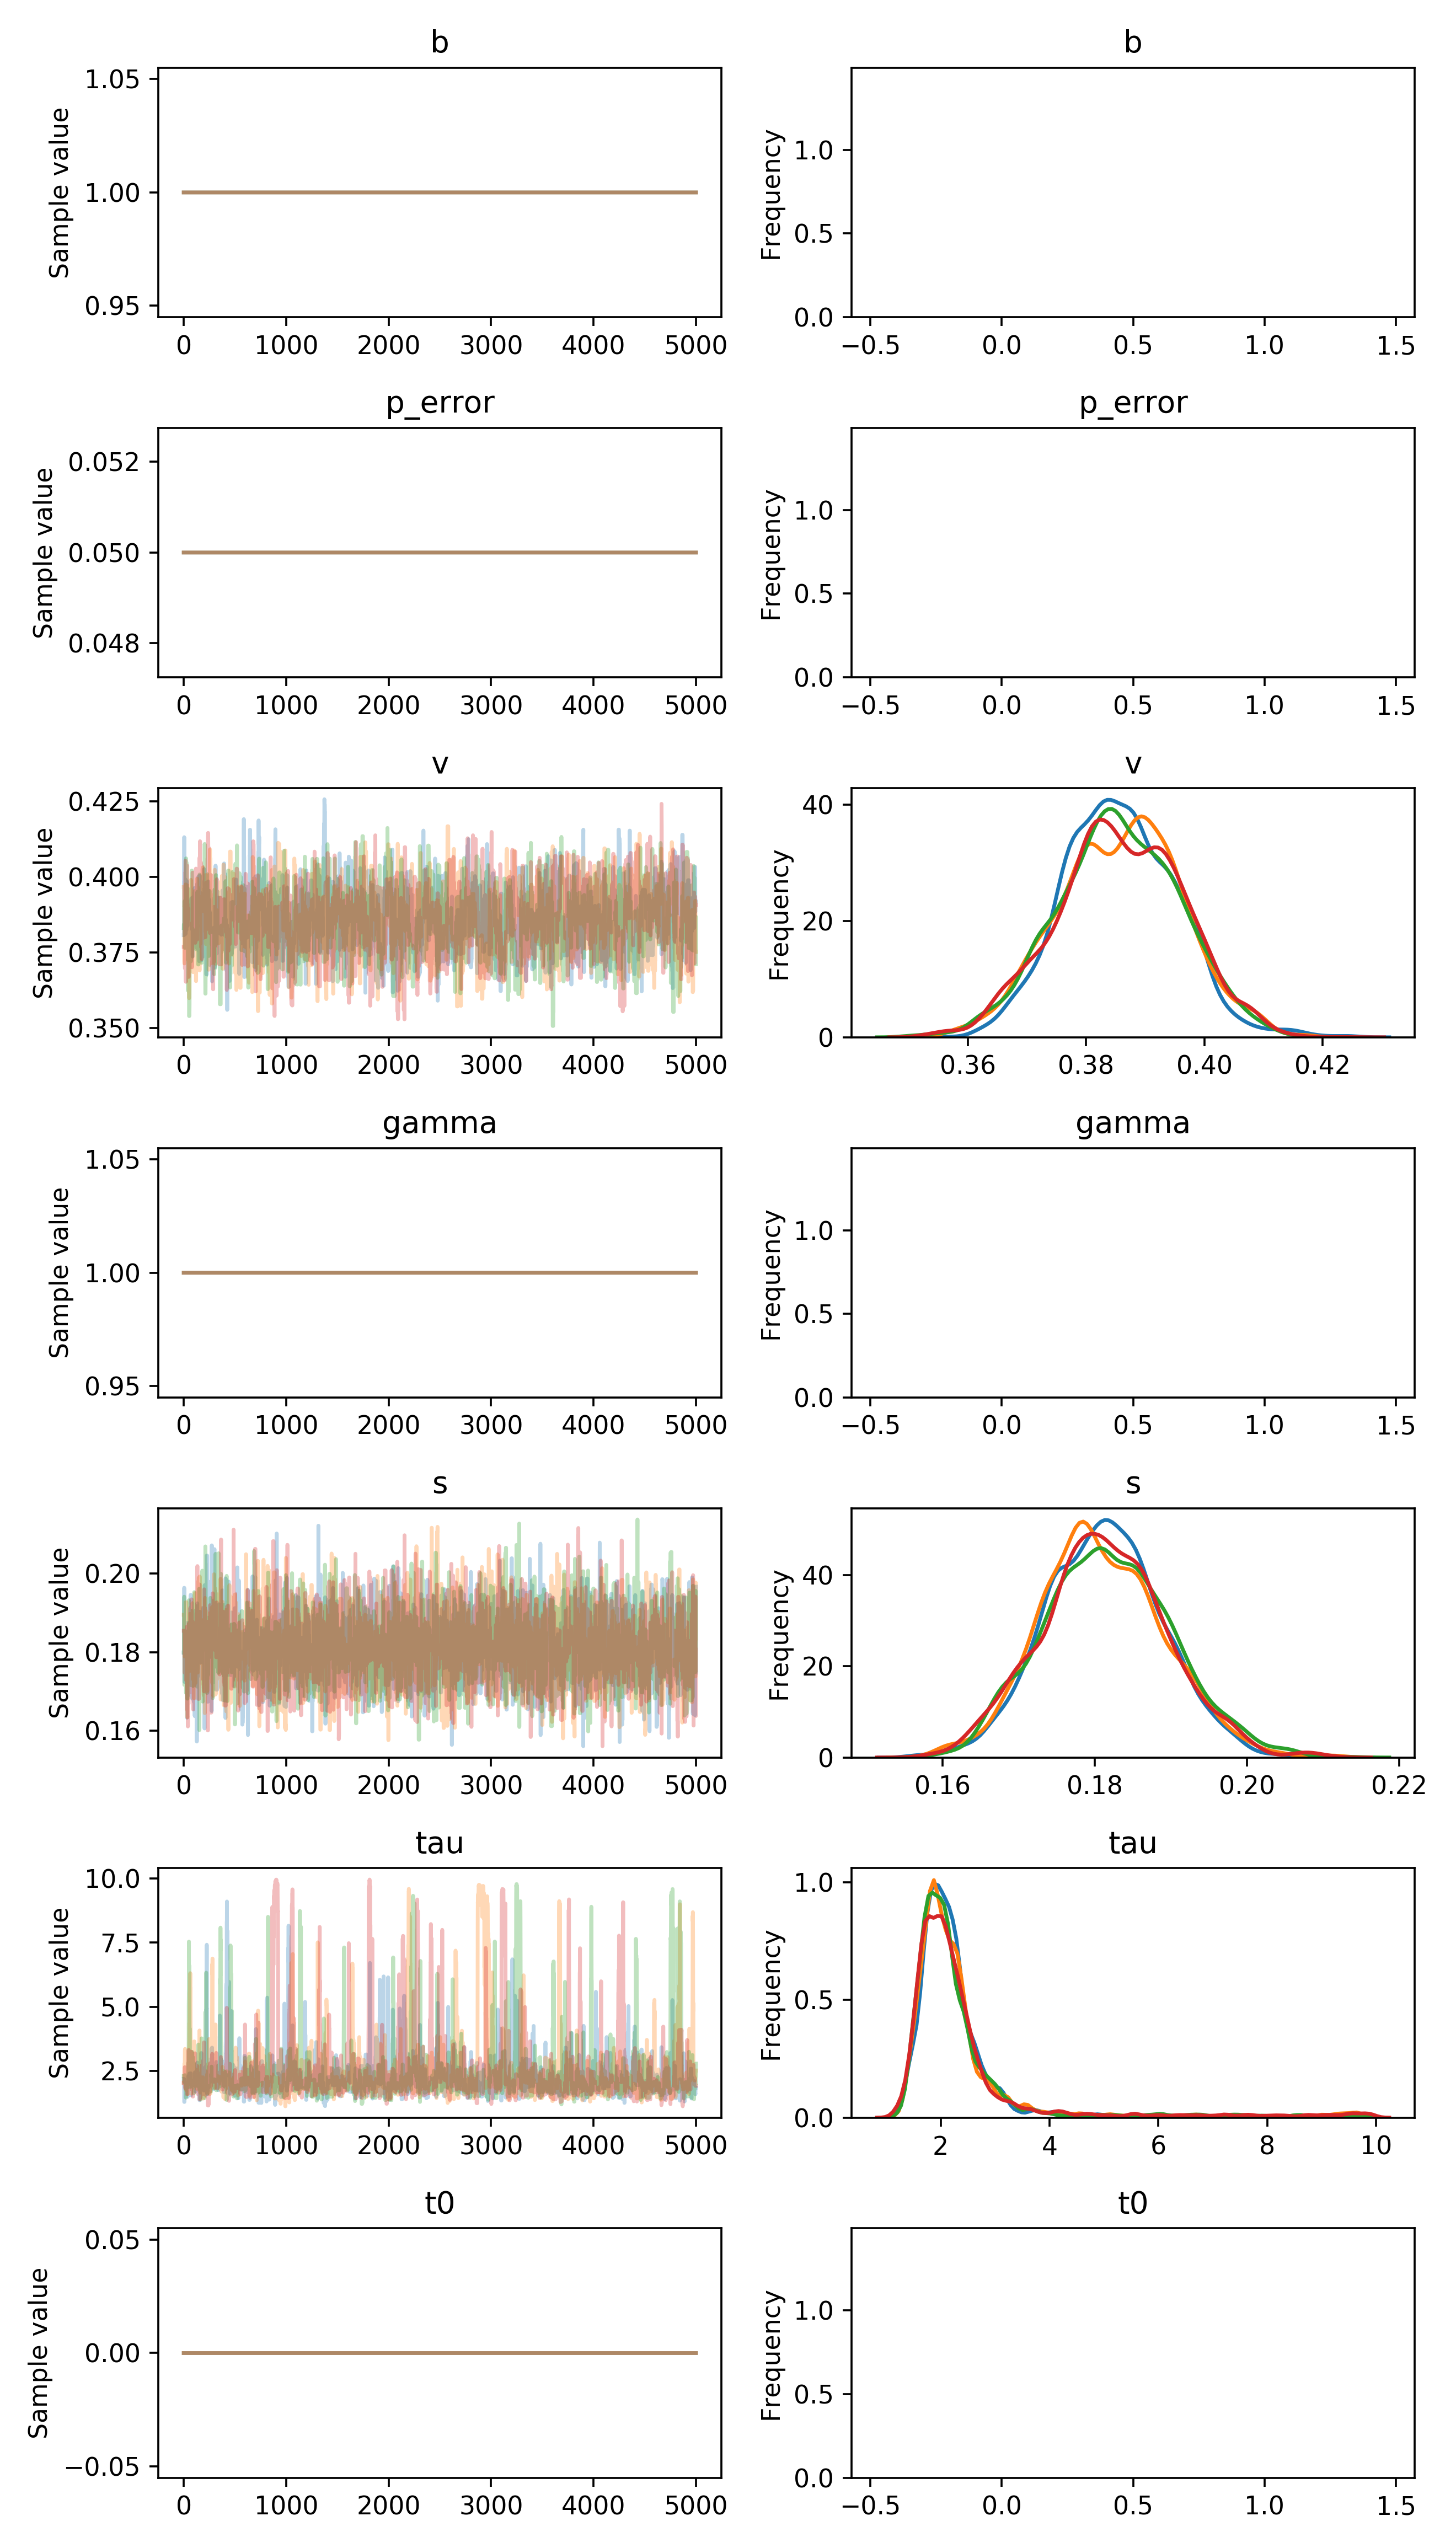 b
b
1.05
1.00
0.95
Sample value
0 1000 2000 3000 4000 5000
1.0
0.5
0.0
Frequency
−0.5 0.0 0.5 1.0 1.5
p_error
p_error
0.052
0.050
0.048
Sample value
0 1000 2000 3000 4000 5000
1.0
0.5
0.0
Frequency
−0.5 0.0 0.5 1.0 1.5
v
v
0.425
0.400
0.375
0.350
Sample value
0 1000 2000 3000 4000 5000
40
20
0
Frequency
0.36 0.38 0.40 0.42
gamma
gamma
1.05
1.00
0.95
Sample value
0 1000 2000 3000 4000 5000
1.0
0.5
0.0
Frequency
−0.5 0.0 0.5 1.0 1.5
s
s
0.20
0.18
0.16
Sample value
0 1000 2000 3000 4000 5000
40
20
0
Frequency
0.16 0.18 0.20 0.22
tau
tau
10.0
7.5
5.0
2.5
Sample value
0 1000 2000 3000 4000 5000
1.0
0.5
0.0
Frequency
2 4 6 8 10
t0
t0
0.05
0.00
−0.05
Sample value
0 1000 2000 3000 4000 5000
1.0
0.5
0.0
Frequency
−0.5 0.0 0.5 1.0 1.5